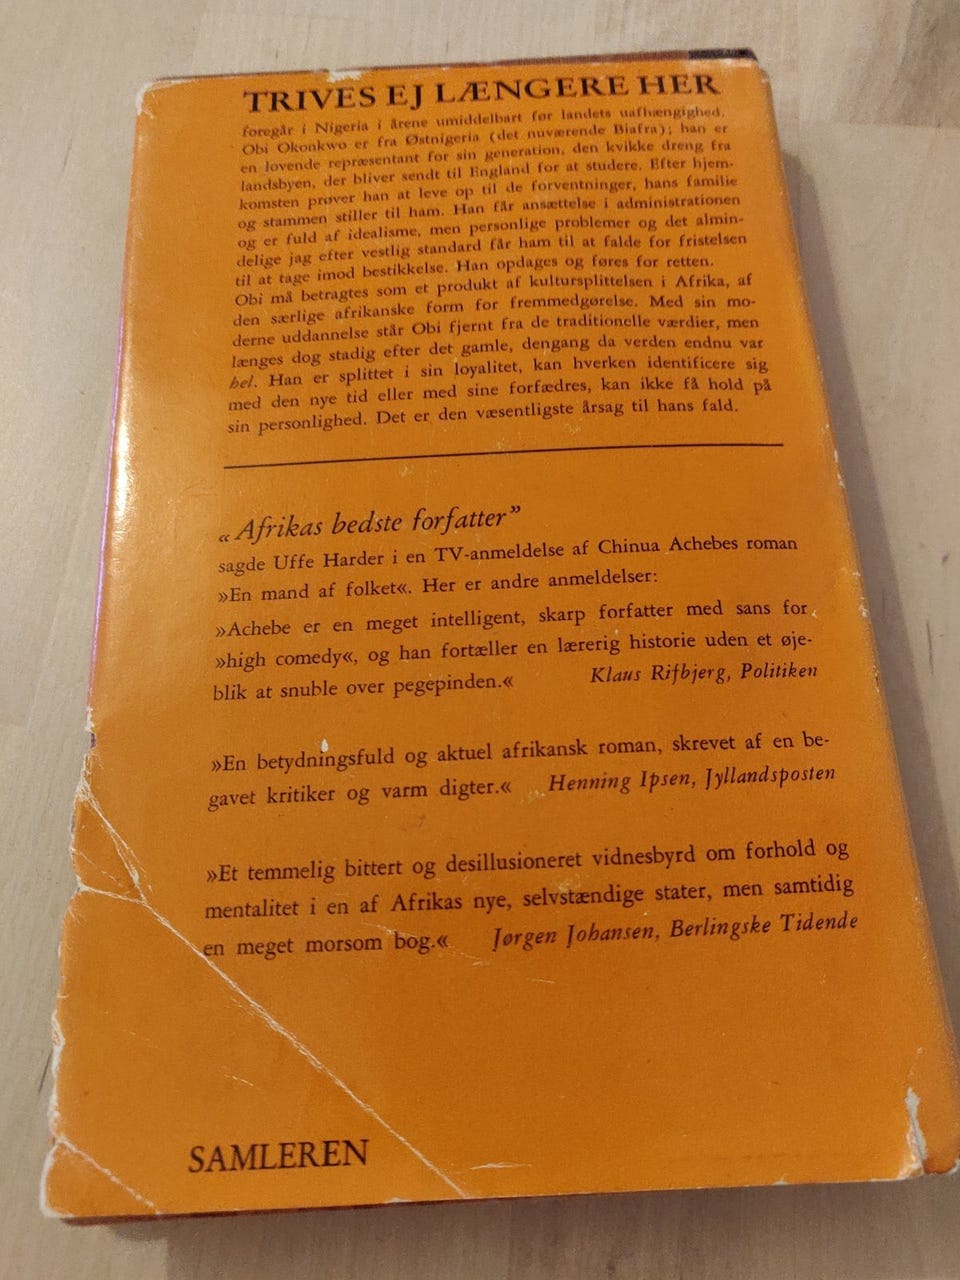 TRIVES EJ LÆNGERE HER
foregår i Nigeria i årene umiddelbart før landets uafhængighed.
Obi Okonkwo er fra Østnigeria (det nuværende Biafra); han er
en lovende repræsentant for sin generation, den kvikke dreng fra
landsbyen, der bliver sendt til England for at studere. Efter hjem-
komsten prøver han at leve op til de forventninger, hans familie
og stammen stiller til ham. Han får ansættelse i administrationen
og er fuld af idealisme, men personlige problemer og det almin-
delige jag efter vestlig standard får ham til at falde for fristelsen
til at tage imod bestikkelse. Han opdages og føres for retten.
Obi må betragtes som et produkt af kultursplittelsen i Afrika, af
den særlige afrikanske form for fremmedgørelse. Med sin mo-
derne uddannelse står Obi fjernt fra de traditionelle værdier, men
længes dog stadig efter det gamle, dengang da verden endnu var
hel. Han er splittet i sin loyalitet, kan hverken identificere sig
med den nye tid eller med sine forfædres, kan ikke få hold på
sin personlighed. Det er den væsentligste årsag til hans fald.
«Afrikas bedste forfatter”
sagde Uffe Harder i en TV-anmeldelse af Chinua Achebes roman
»En mand af folket«. Her er andre anmeldelser:
»Achebe er en meget intelligent, skarp forfatter med sans for
»high comedy«, og han fortæller en lærerig historie uden et øje-
blik at snuble over pegepinden.« Klaus Rifbjerg, Politiken
»En betydningsfuld og aktuel afrikansk roman, skrevet af en be-
gavet kritiker og varm digter.« Henning Ipsen, Jyllandsposten
»Et temmelig bittert og desillusioneret vidnesbyrd om forhold og
mentalitet i en af Afrikas nye, selvstændige stater, men samtidig
en meget morsom bog.« Jørgen Johansen, Berlingske Tidende
SAMLEREN